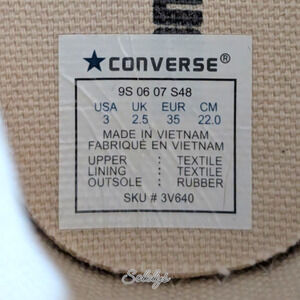 ★CONVERSE®
9S 06 07 S48
USA UK EUR CM
3 2.5 35 22.0
MADE IN VIETNAM
FABRIQUÉ EN VIETNAM
UPPER : TEXTILE
LINING : TEXTILE
OUTSOLE : RUBBER
SKU # 3V640